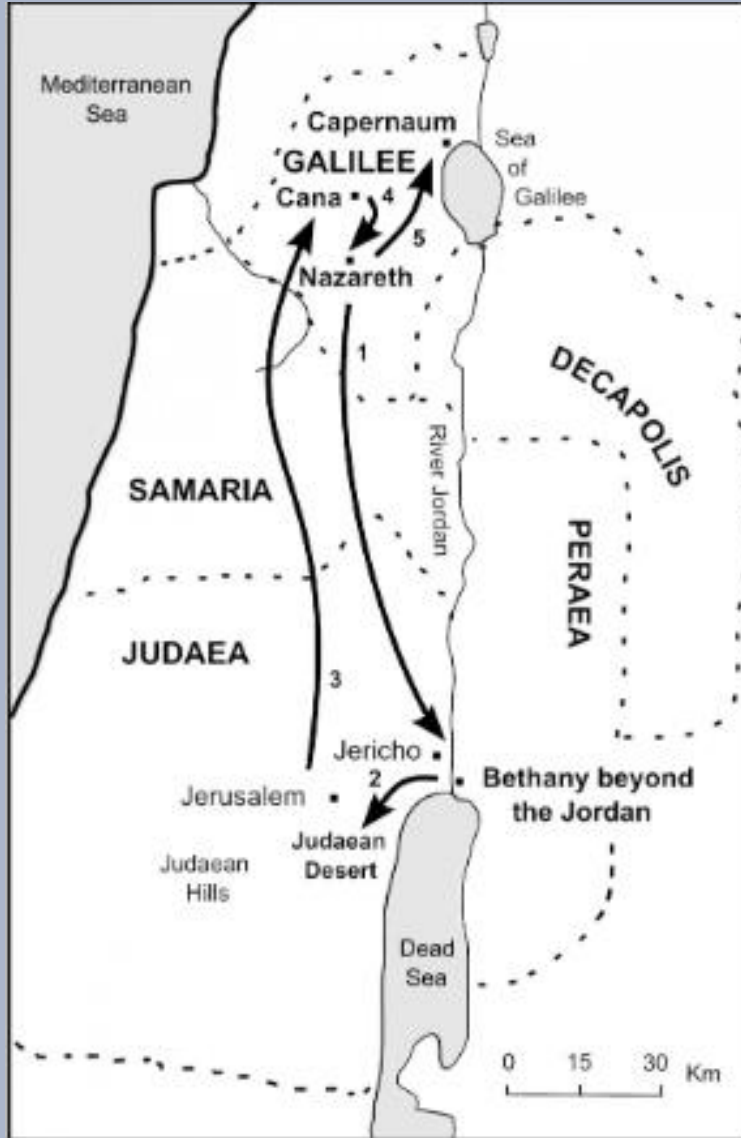 Mediterranean
Sea
Capernaum
GALILEE
Sea
of
Galilee
Cana
4
5
Nazareth
1
DECAPOLIS
River Jordan
SAMARIA
PERAEA
JUDAEA
3
Jericho
2
Bethany beyond
the Jordan
Jerusalem
Judaean
Desert
Judaean
Hills
Dead
Sea
0 15 30 Km